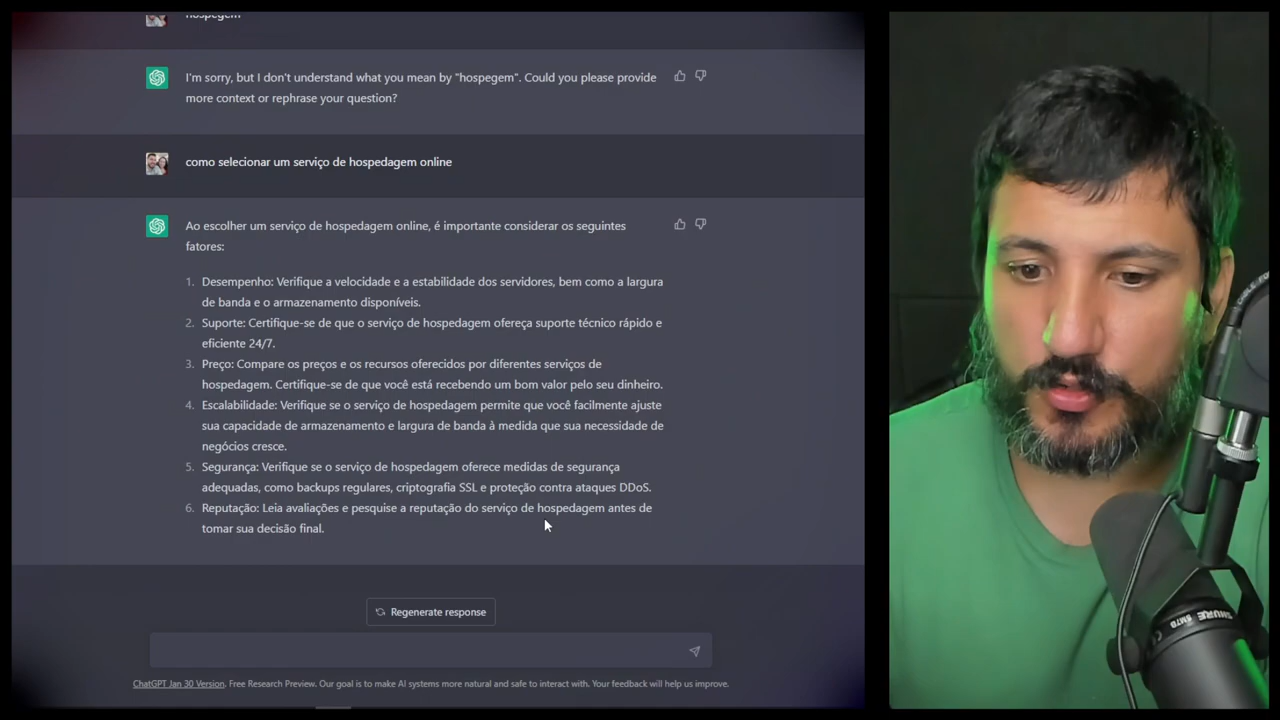 hospegem
I'm sorry, but I don't understand what you mean by "hospegem". Could you please provide
more context or rephrase your question?
como selecionar um serviço de hospedagem online
Ao escolher um serviço de hospedagem online, é importante considerar os seguintes
fatores:
1. Desempenho: Verifique a velocidade e a estabilidade dos servidores, bem como a largura
de banda e o armazenamento disponíveis.
2. Suporte: Certifique-se de que o serviço de hospedagem ofereça suporte técnico rápido e
eficiente 24/7.
3. Preço: Compare os preços e os recursos oferecidos por diferentes serviços de
hospedagem. Certifique-se de que você está recebendo um bom valor pelo seu dinheiro.
4. Escalabilidade: Verifique se o serviço de hospedagem permite que você facilmente ajuste
sua capacidade de armazenamento e largura de banda à medida que sua necessidade de
negócios cresce.
5. Segurança: Verifique se o serviço de hospedagem oferece medidas de segurança
adequadas, como backups regulares, criptografia SSL e proteção contra ataques DDoS.
6. Reputação: Leia avaliações e pesquise a reputação do serviço de hospedagem antes de
tomar sua decisão final.
Regenerate response
ChatGPT Jan 30 Version. Free Research Preview. Our goal is to make AI systems more natural and safe to interact with. Your feedback will help us improve.
SHURE
SM7B